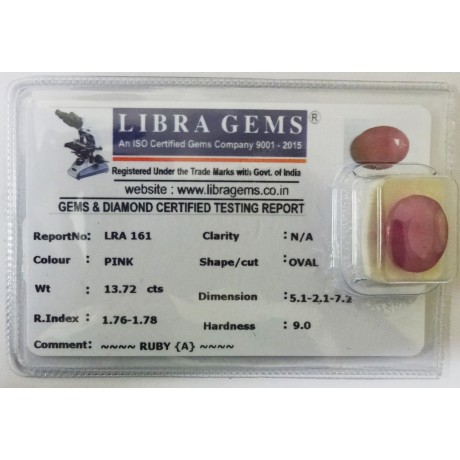 LIBRA GEMS ®
An ISO Certified Gems Company 9001 - 2015
Registered Under the Trade Marks with Govt. of India
website : www.libragems.co.in
GEMS & DIAMOND CERTIFIED TESTING REPORT
ReportNo: LRA 161 Clarity : N/A
Colour : PINK Shape/cut : OVAL
Wt : 13.72 cts Dimension : 5.1-2.1-7.2
R.Index : 1.76-1.78 Hardness : 9.0
Comment: ~~~~ RUBY {A} ~~~~